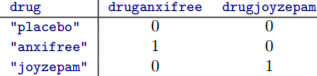 drug druganxifree drugjoyzepam
"placebo" 0 0
"anxifree" 1 0
"joyzepam" 0 1